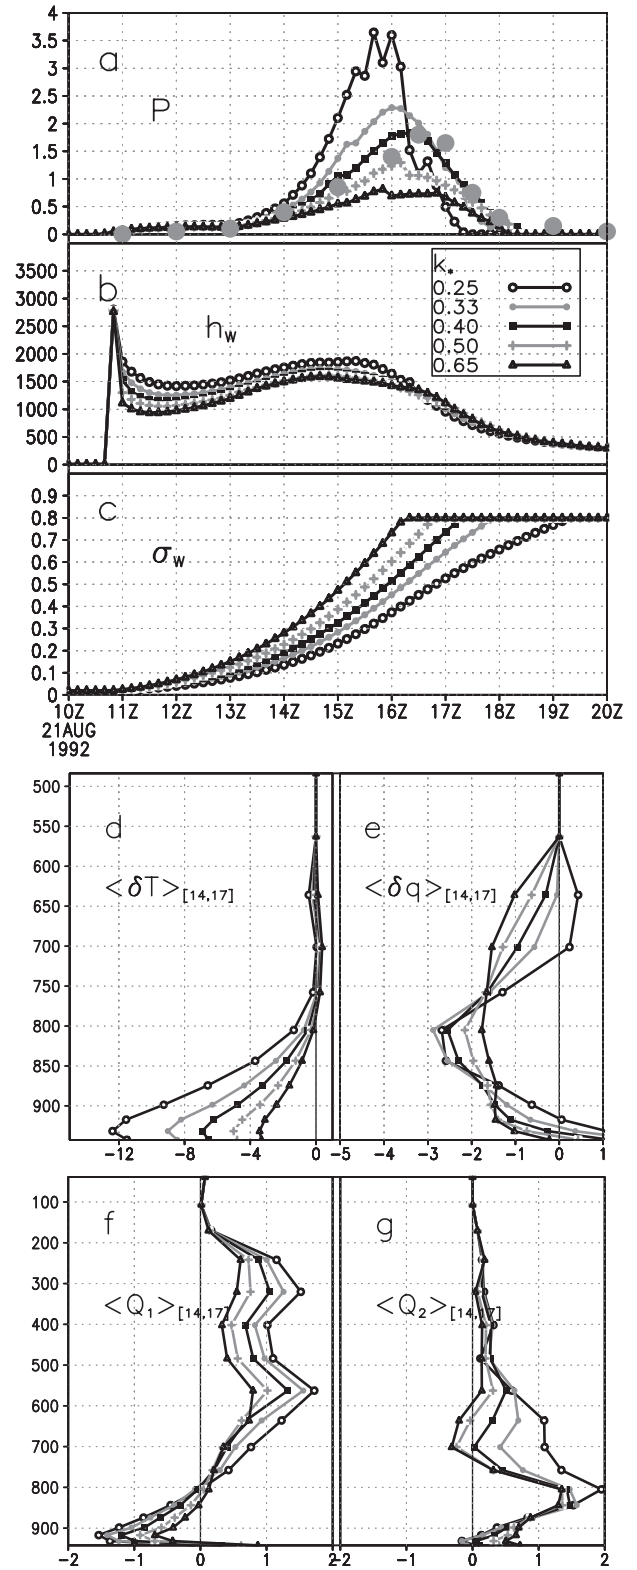 4
3.5
3
2.5
2
1.5
1
0.5
0
a
P
3500
3000
2500
2000
1500
1000
500
0
b
h_W
k_*
0.25
0.33
0.40
0.50
0.65
0.9
0.8
0.7
0.6
0.5
0.4
0.3
0.2
0.1
0
c
σ_W
10Z 11Z 12Z 13Z 14Z 15Z 16Z 17Z 18Z 19Z 20Z
21AUG
1992
500
550
600
650
700
750
800
850
900
d
<δT>[14,17]
e
<δq>[14,17]
-12 -8 -4 0 -5 -4 -3 -2 -1 0 1
100
200
300
400
500
600
700
800
900
f
<Q1>[14,17]
g
<Q2>[14,17]
-2 -1 0 1 2 -2 -1 0 1 2